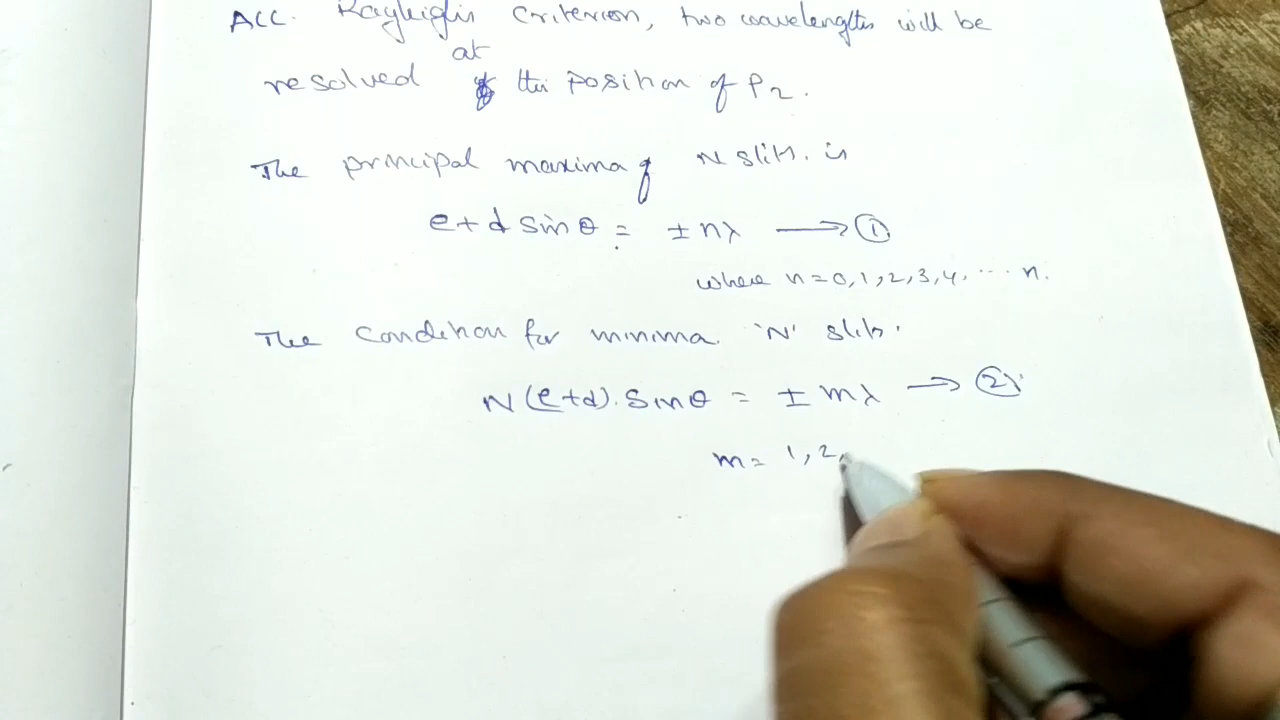 Acc. Rayleigh's Criterion, two wavelengths will be
at
resolved the position of P2.
The principal maxima of N slits. is
e+d sinθ = ±nλ → ①
where n=0,1,2,3,4, ... n.
The Condition for minima 'N' slits.
N(e+d).sinθ = ± mλ → ②
m= 1,2,